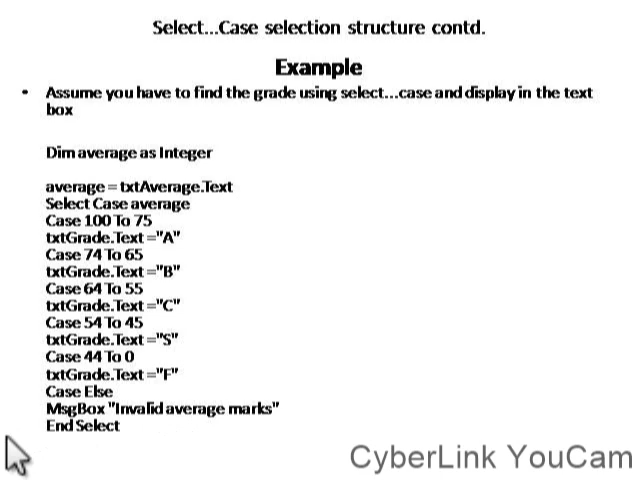 Select...Case selection structure contd.
Example
• Assume you have to find the grade using select...case and display in the text
box
Dim average as Integer
average = txtAverage.Text
Select Case average
Case 100 To 75
txtGrade.Text ="A"
Case 74 To 65
txtGrade.Text ="B"
Case 64 To 55
txtGrade.Text ="C"
Case 54 To 45
txtGrade.Text ="S"
Case 44 To 0
txtGrade.Text ="F"
Case Else
MsgBox "Invalid average marks"
End Select
CyberLink YouCam